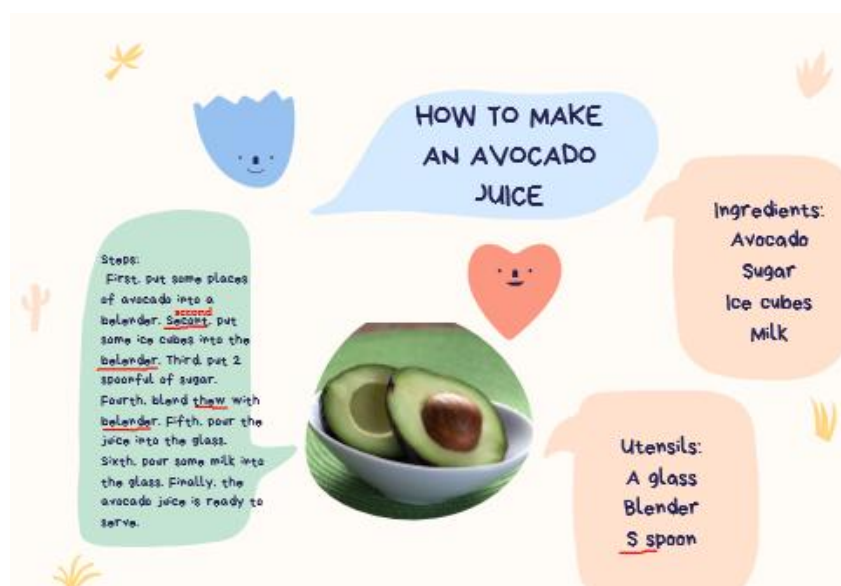 HOW TO MAKE
AN AVOCADO
JUICE
Ingredients:
Avocado
Sugar
Ice cubes
Milk
Steps:
First, put some places
of avocado into a
second
belender. Secont, put
some ice cubes into the
belender. Third, put 2
spoonful of sugar.
Fourth, blend thew with
belender. Fifth, pour the
juice into the glass.
Sixth, pour some milk into
the glass. Finally, the
avocado juice is ready to
serve.
Utensils:
A glass
Blender
S spoon